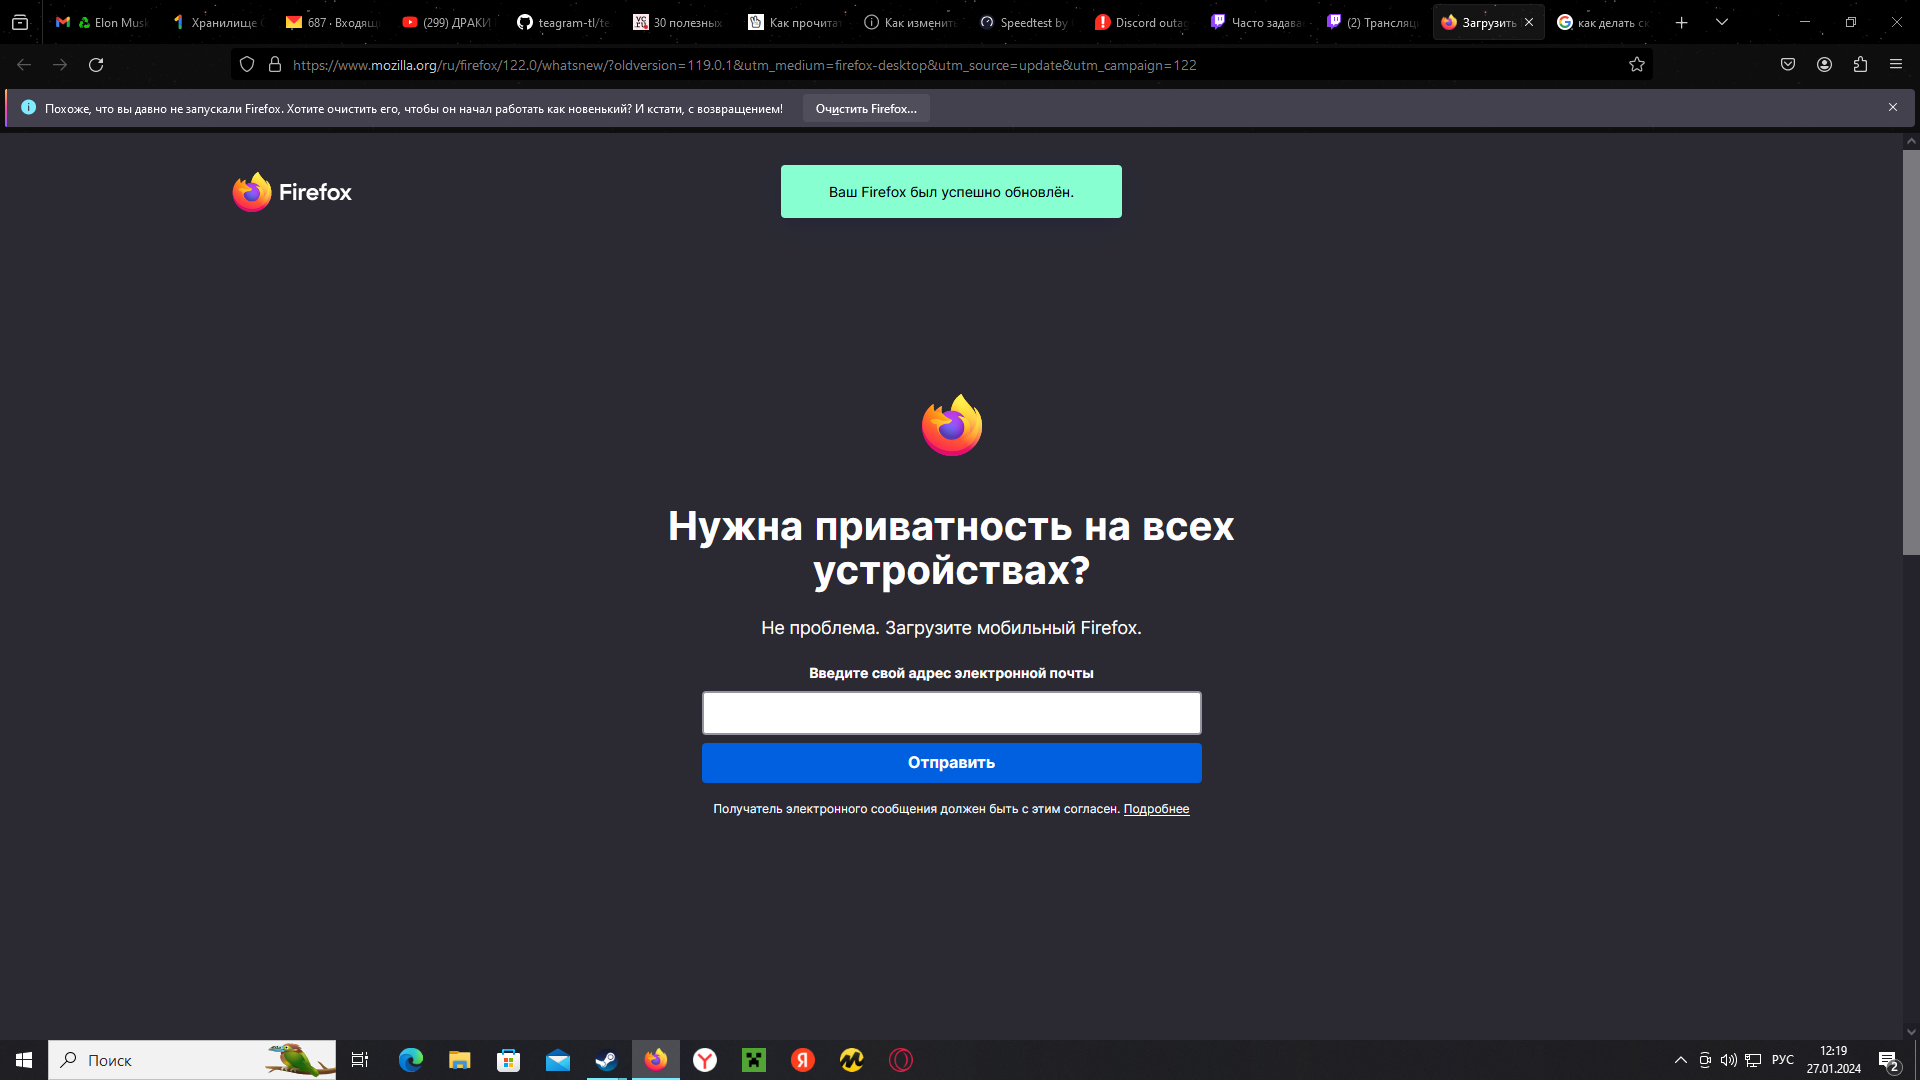 Elon Musk
Хранилище
687 · Входящ
(299) ДРАКИ
teagram-tl/te
30 полезных
Как прочитат
Как изменить
Speedtest by
Discord outag
Часто задава
(2) Трансляц
Загрузить
как делать ск
https://www.mozilla.org/ru/firefox/122.0/whatsnew/?oldversion=119.0.1&utm_medium=firefox-desktop&utm_source=update&utm_campaign=122
Похоже, что вы давно не запускали Firefox. Хотите очистить его, чтобы он начал работать как новенький? И кстати, с возвращением!
Очистить Firefox...
Firefox
Ваш Firefox был успешно обновлён.
Нужна приватность на всех
устройствах?
Не проблема. Загрузите мобильный Firefox.
Введите свой адрес электронной почты
Отправить
Получатель электронного сообщения должен быть с этим согласен. Подробнее
Поиск
РУС
12:19
27.01.2024
2